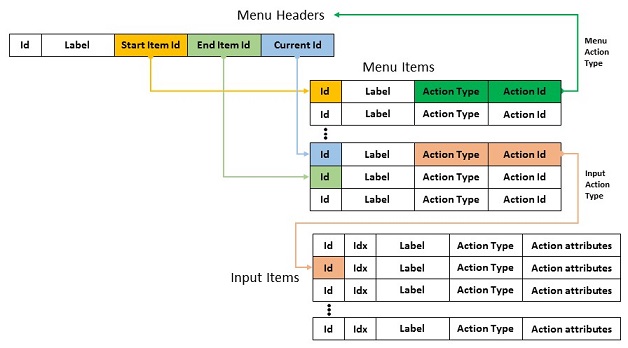 Menu Headers
Id Label Start Item Id End Item Id Current Id
Menu
Action
Type
Menu Items
Id Label Action Type Action Id
Id Label Action Type Action Id
Id Label Action Type Action Id
Id Label Action Type Action Id
Id Label Action Type Action Id
Input
Action
Type
Input Items
Id Idx Label Action Type Action attributes
Id Idx Label Action Type Action attributes
Id Idx Label Action Type Action attributes
Id Idx Label Action Type Action attributes